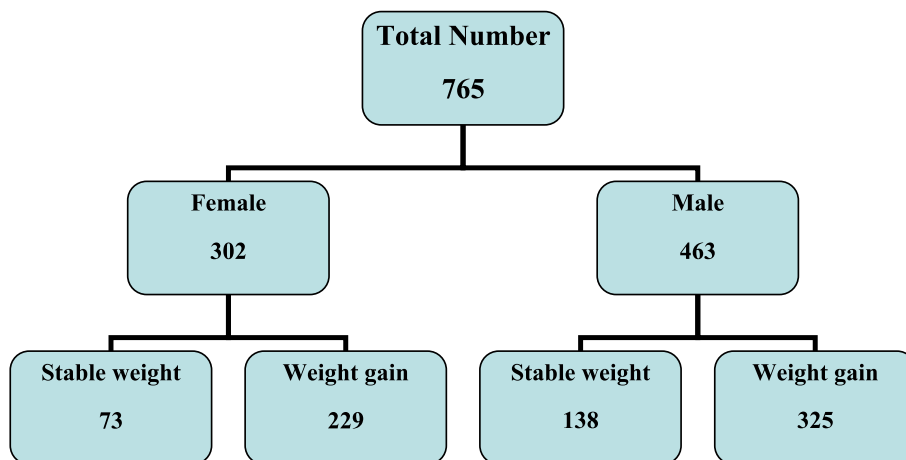 Total Number
765
Female
302
Male
463
Stable weight
73
Weight gain
229
Stable weight
138
Weight gain
325